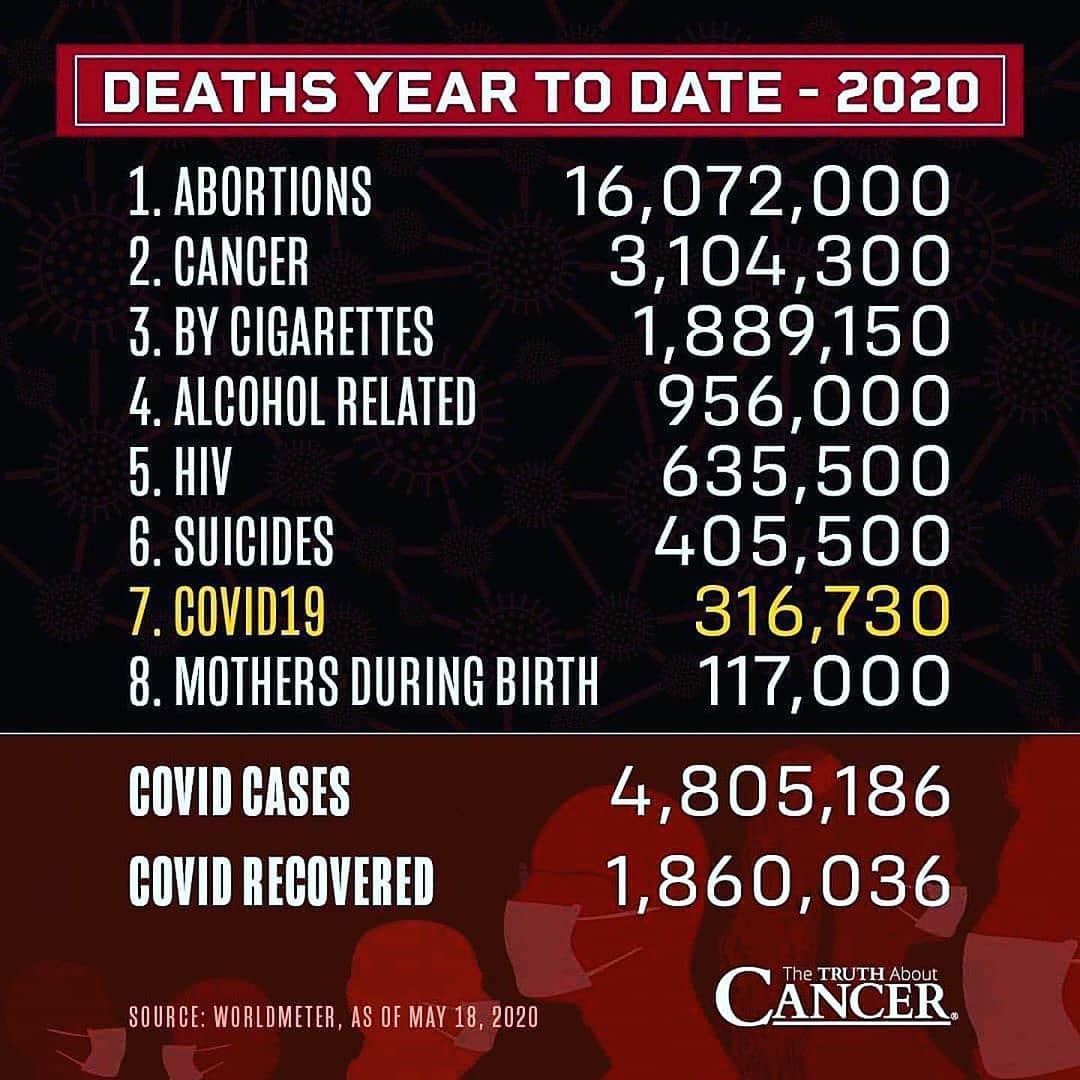 DEATHS YEAR TO DATE - 2020
1. ABORTIONS 16,072,000
2. CANCER 3,104,300
3. BY CIGARETTES 1,889,150
4. ALCOHOL RELATED 956,000
5. HIV 635,500
6. SUICIDES 405,500
7. COVID19 316,730
8. MOTHERS DURING BIRTH 117,000
COVID CASES 4,805,186
COVID RECOVERED 1,860,036
The TRUTH About
CANCER®
SOURCE: WORLDMETER, AS OF MAY 18, 2020